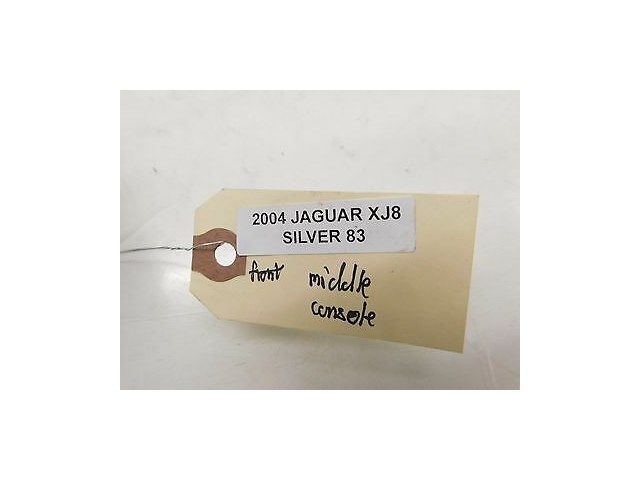 2004 JAGUAR XJ8
SILVER 83
front middle
console